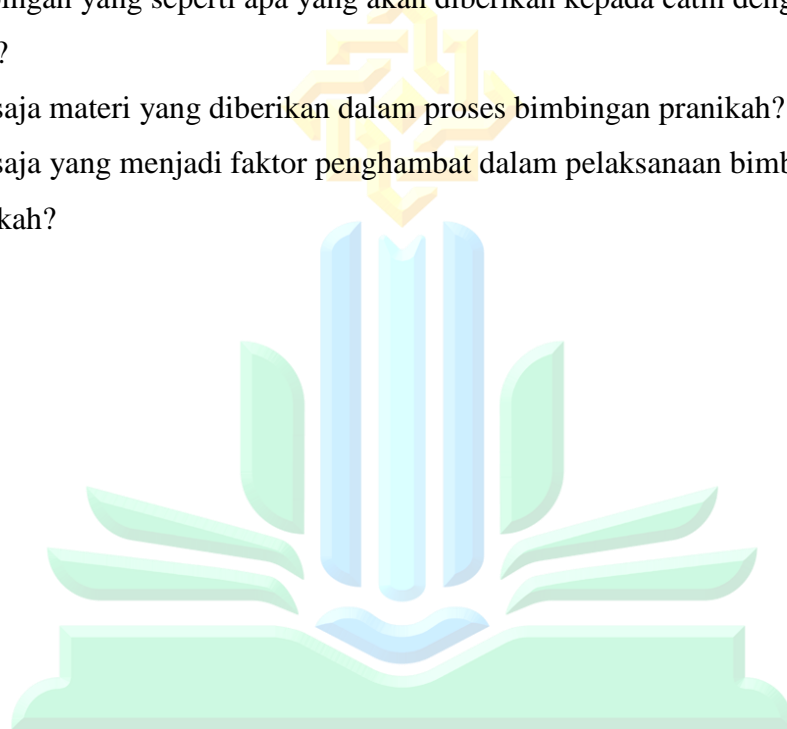 ingan yang seperti apa yang akan diberikan kepada catin deng
?
saja materi yang diberikan dalam proses bimbingan pranikah?
saja yang menjadi faktor penghambat dalam pelaksanaan bimb
kah?